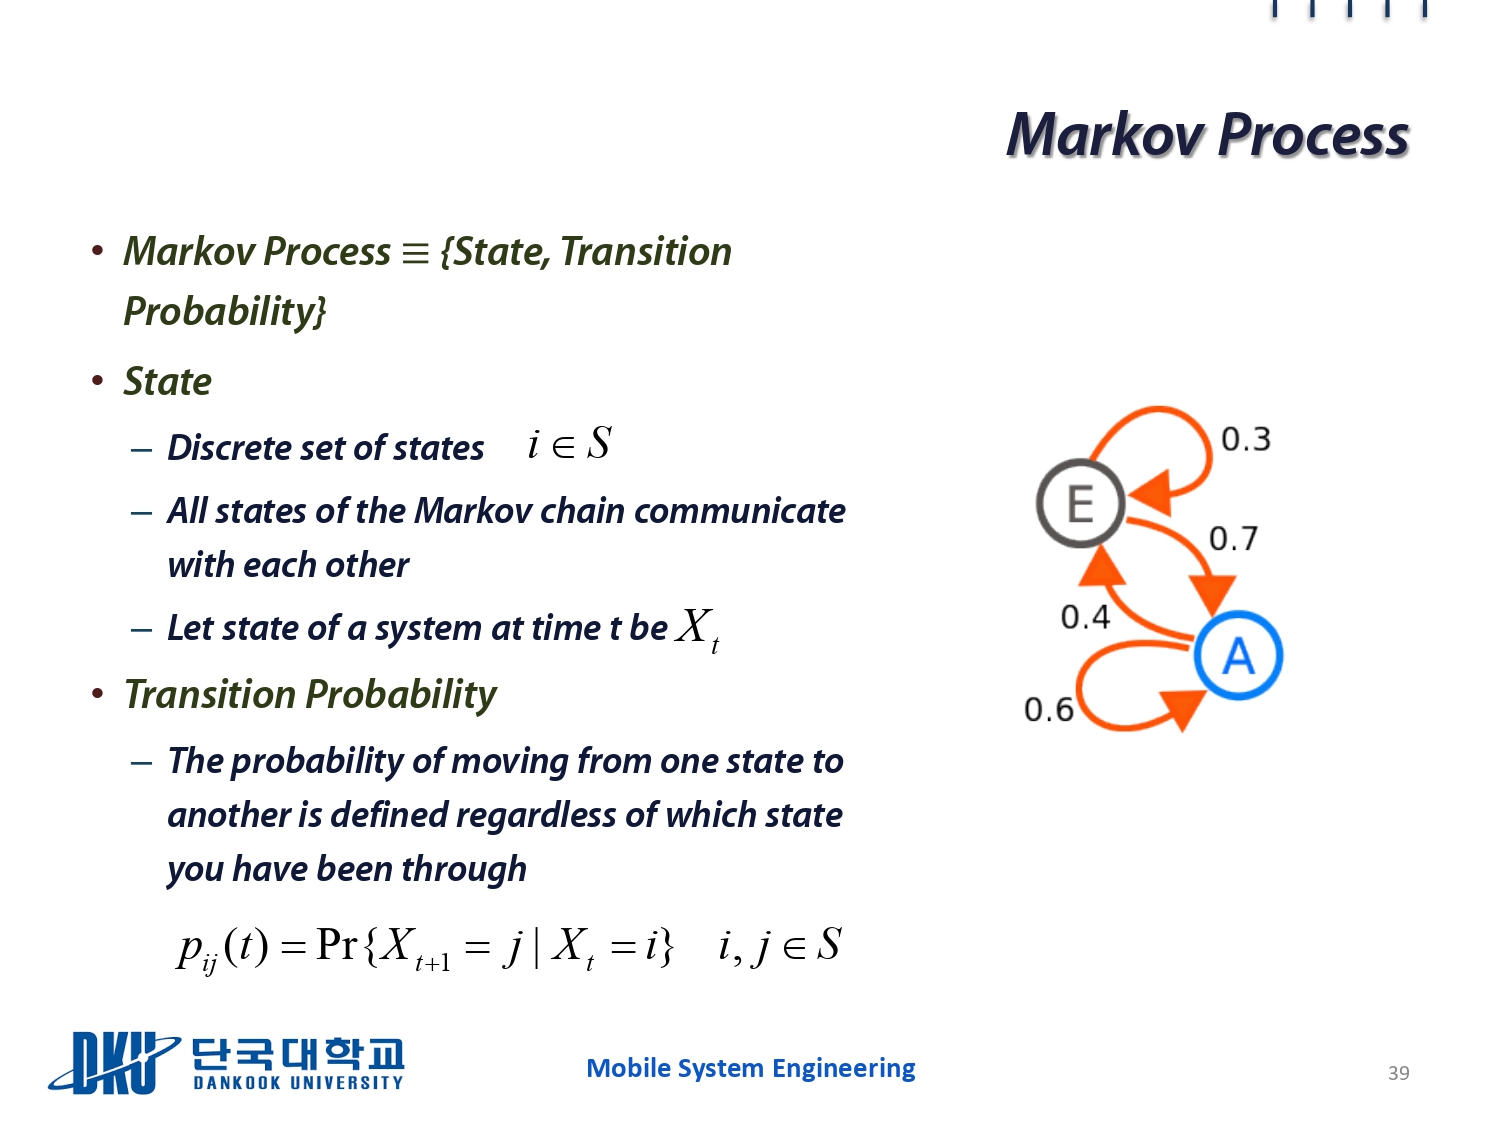 Markov Process
• Markov Process ≡ {State, Transition
Probability}
• State
– Discrete set of states i ∈ S
– All states of the Markov chain communicate
with each other
– Let state of a system at time t be X_t
• Transition Probability
– The probability of moving from one state to
another is defined regardless of which state
you have been through
p_{ij}(t) = Pr{X_{t+1} = j | X_t = i} i, j ∈ S
0.3
E
0.7
0.4
A
0.6
DKU 단국대학교
DANKOOK UNIVERSITY
Mobile System Engineering
39